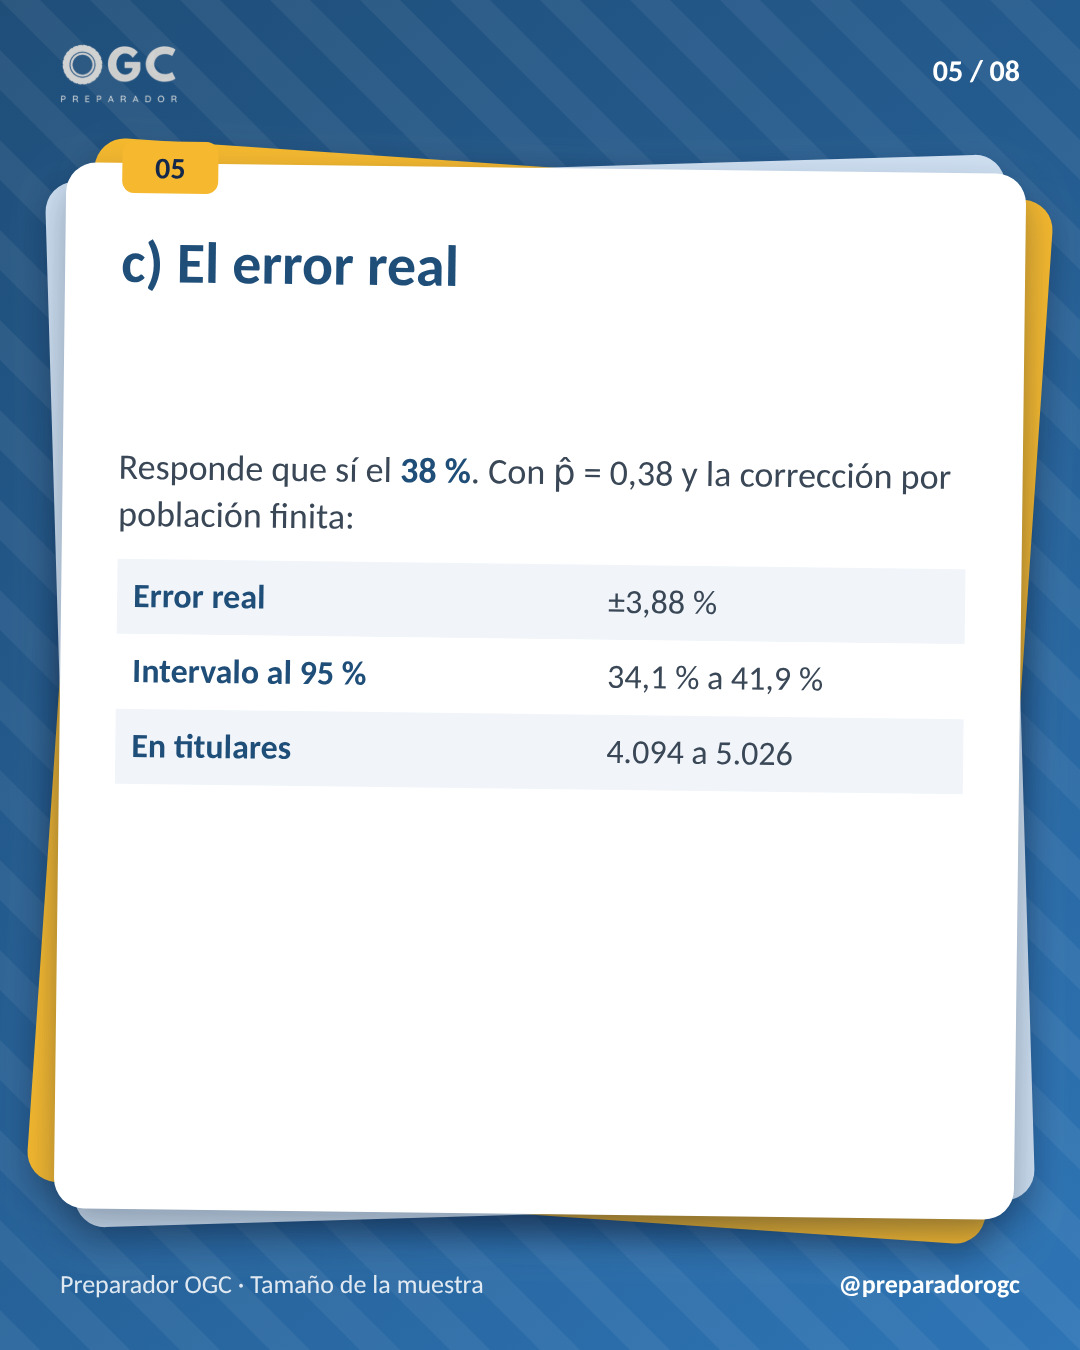 OGC
PREPARADOR
05 / 08
05
c) El error real
Responde que sí el 38 %. Con p̂ = 0,38 y la corrección por
población finita:
Error real ±3,88 %
Intervalo al 95 % 34,1 % a 41,9 %
En titulares 4.094 a 5.026
Preparador OGC · Tamaño de la muestra
@preparadorogc